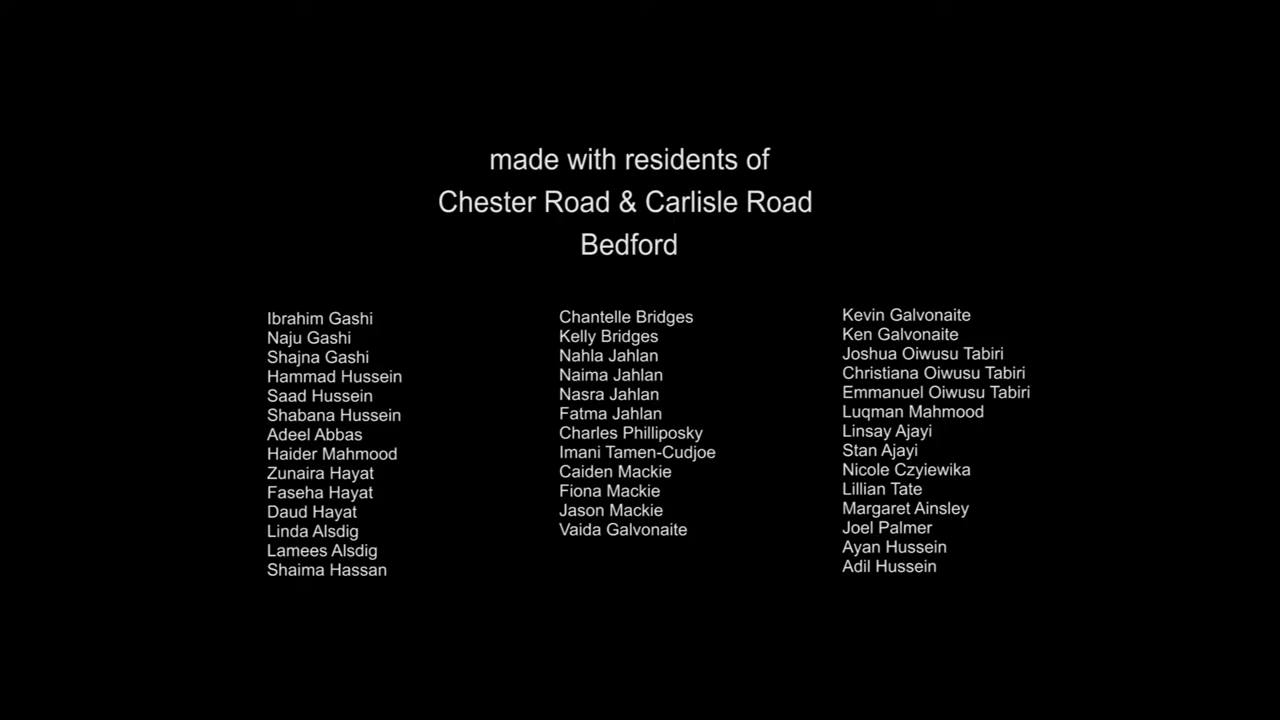 made with residents of
Chester Road & Carlisle Road
Bedford
Ibrahim Gashi
Naju Gashi
Shajna Gashi
Hammad Hussein
Saad Hussein
Shabana Hussein
Adeel Abbas
Haider Mahmood
Zunaira Hayat
Faseha Hayat
Daud Hayat
Linda Alsdig
Lamees Alsdig
Shaima Hassan
Chantelle Bridges
Kelly Bridges
Nahla Jahlan
Naima Jahlan
Nasra Jahlan
Fatma Jahlan
Charles Philliposky
Imani Tamen-Cudjoe
Caiden Mackie
Fiona Mackie
Jason Mackie
Vaida Galvonaite
Kevin Galvonaite
Ken Galvonaite
Joshua Oiwusu Tabiri
Christiana Oiwusu Tabiri
Emmanuel Oiwusu Tabiri
Luqman Mahmood
Linsay Ajayi
Stan Ajayi
Nicole Czyiewika
Lillian Tate
Margaret Ainsley
Joel Palmer
Ayan Hussein
Adil Hussein